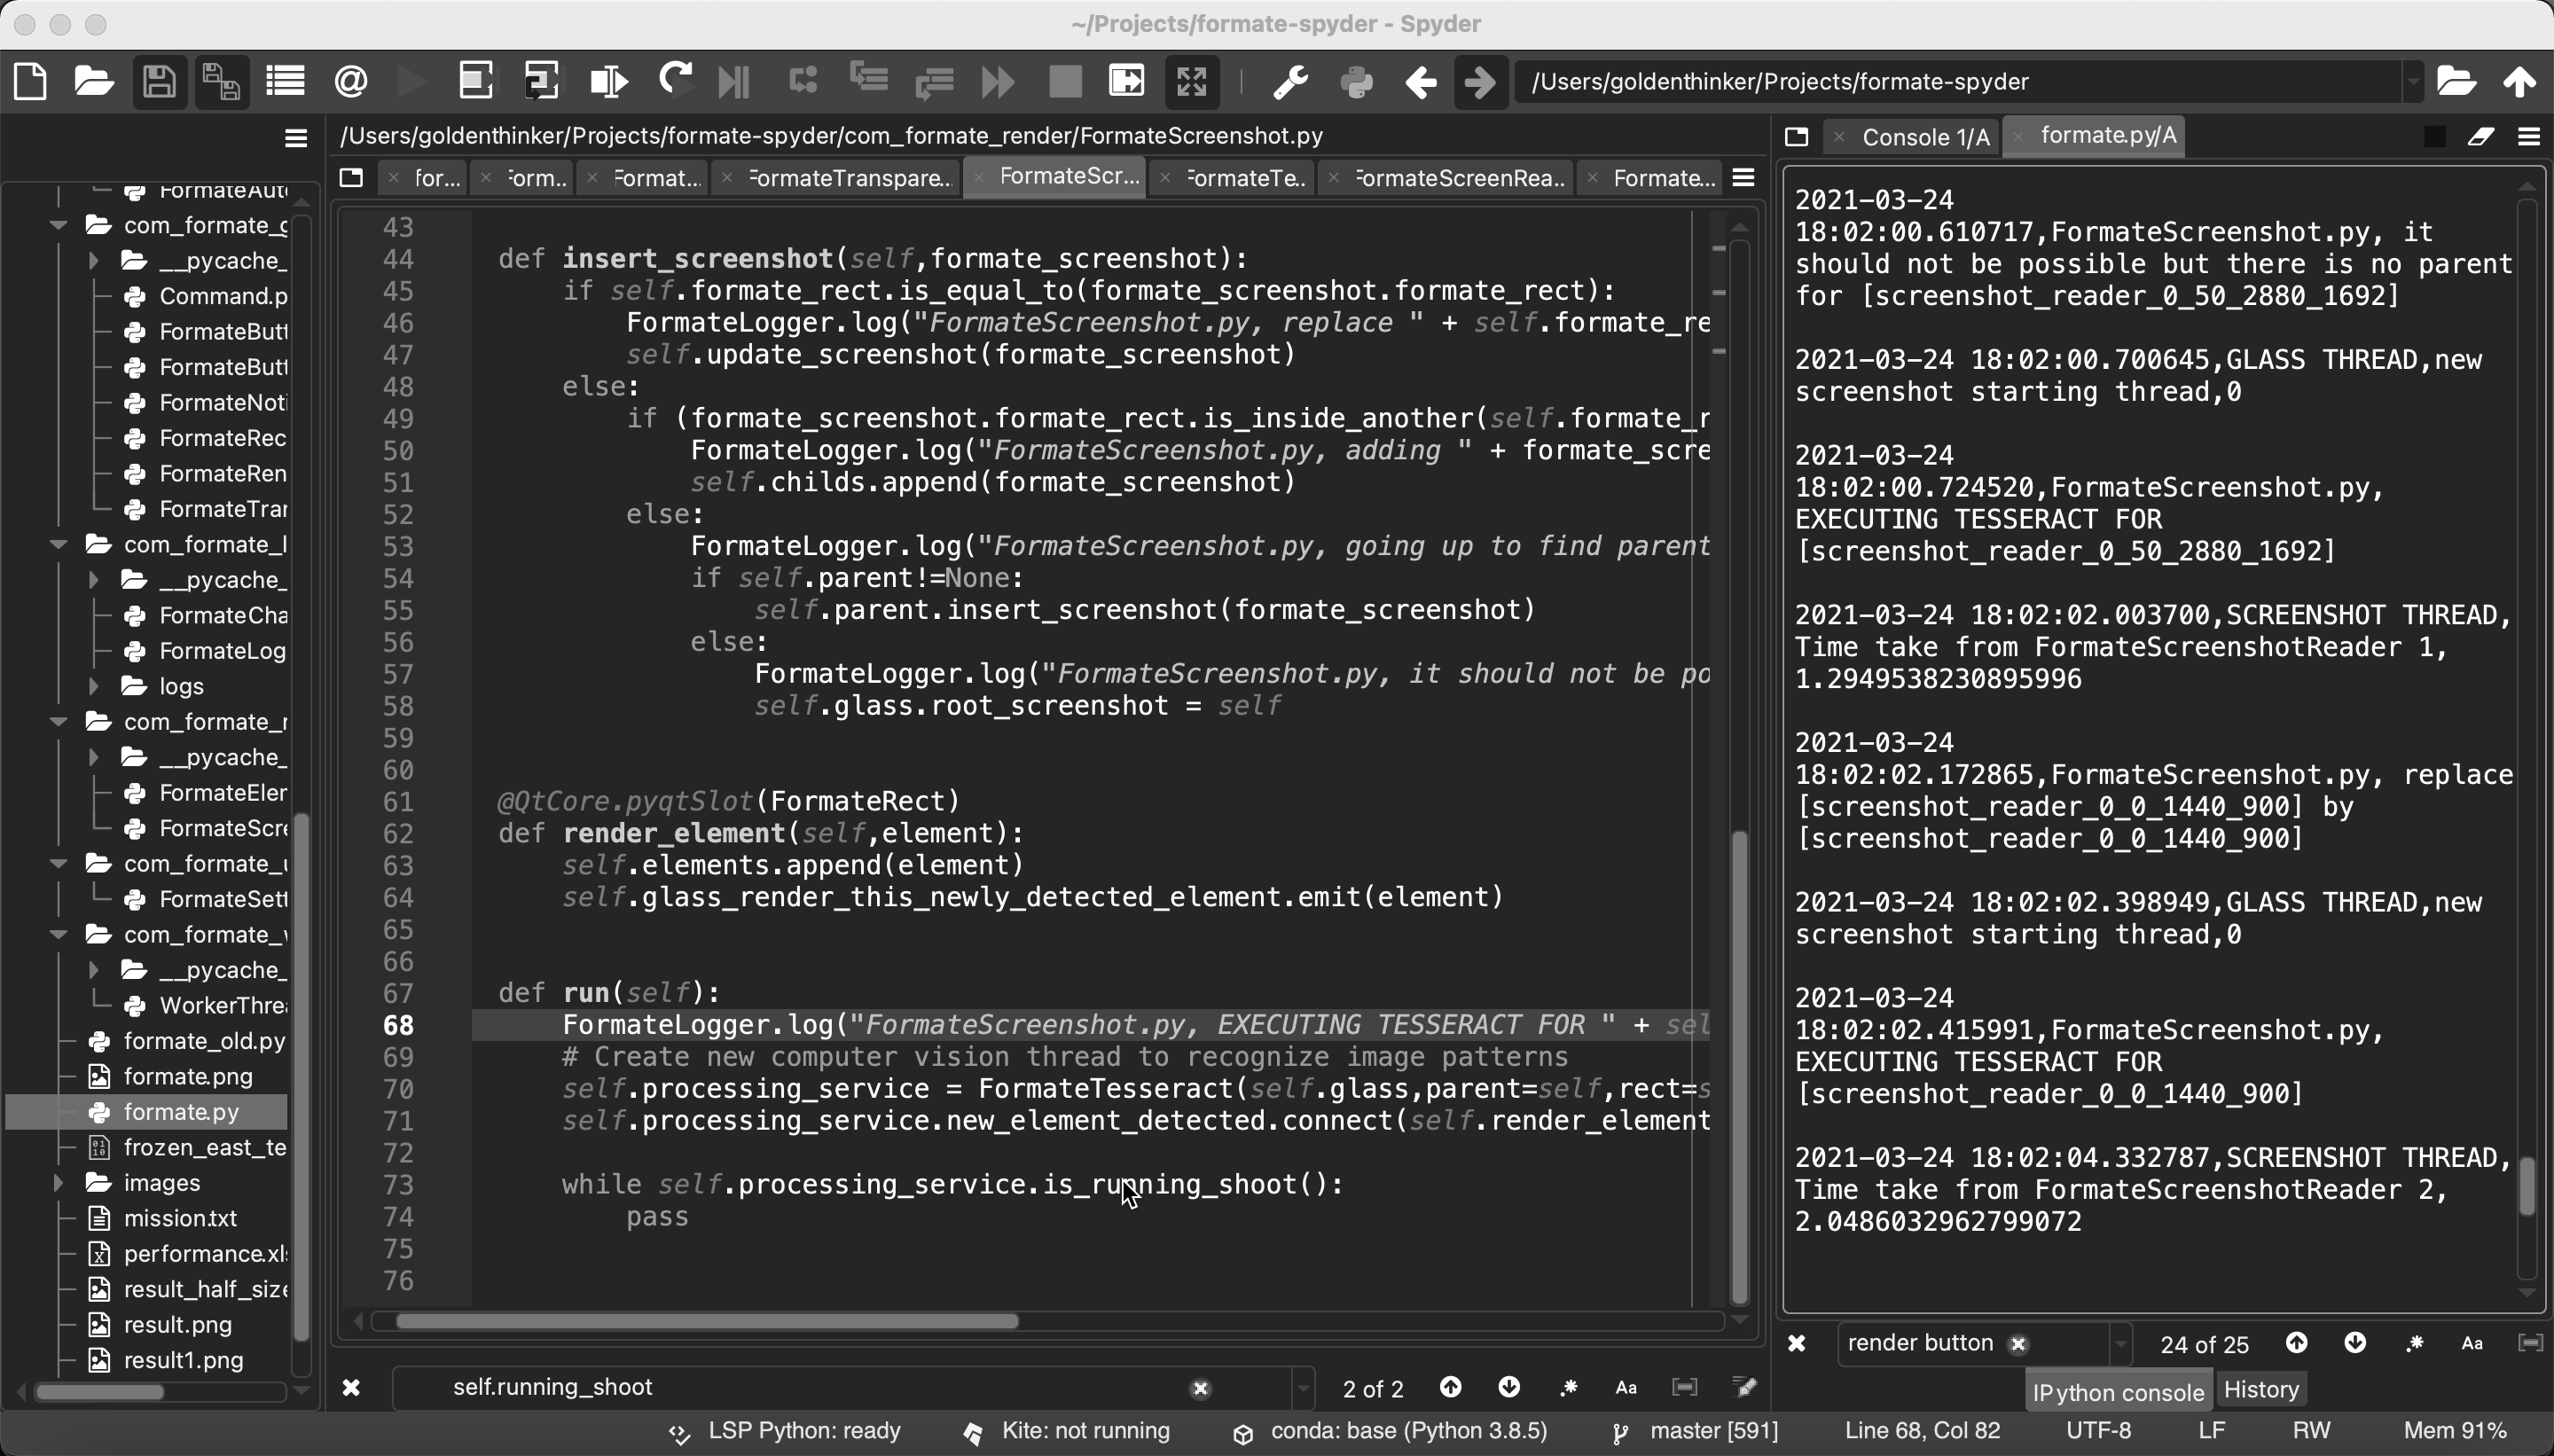 ~/Projects/formate-spyder - Spyder
/Users/goldenthinker/Projects/formate-spyder
/Users/goldenthinker/Projects/formate-spyder/com_formate_render/FormateScreenshot.py
for...
Form..
Format...
FormateTranspare...
FormateScr...
FormateTe..
FormateScreenRea..
Formate...
Console 1/A
formate.py/A
FormateAut
com_formate_g
__pycache_
Command.p
FormateButt
FormateButt
FormateNoti
FormateRec
FormateRen
FormateTrar
com_formate_l
__pycache_
FormateCha
FormateLog
logs
com_formate_r
__pycache_
FormateEler
FormateScre
com_formate_u
FormateSett
com_formate_v
__pycache_
WorkerThre
formate_old.py
formate.png
formate.py
frozen_east_te
images
mission.txt
performance.xl
result_half_size
result.png
result1.png
43
44 def insert_screenshot(self,formate_screenshot):
45 if self.formate_rect.is_equal_to(formate_screenshot.formate_rect):
46 FormateLogger.log("FormateScreenshot.py, replace " + self.formate_re
47 self.update_screenshot(formate_screenshot)
48 else:
49 if (formate_screenshot.formate_rect.is_inside_another(self.formate_r
50 FormateLogger.log("FormateScreenshot.py, adding " + formate_scre
51 self.childs.append(formate_screenshot)
52 else:
53 FormateLogger.log("FormateScreenshot.py, going up to find parent
54 if self.parent!=None:
55 self.parent.insert_screenshot(formate_screenshot)
56 else:
57 FormateLogger.log("FormateScreenshot.py, it should not be po
58 self.glass.root_screenshot = self
59
60
61 @QtCore.pyqtSlot(FormateRect)
62 def render_element(self,element):
63 self.elements.append(element)
64 self.glass_render_this_newly_detected_element.emit(element)
65
66
67 def run(self):
68 FormateLogger.log("FormateScreenshot.py, EXECUTING TESSERACT FOR " + sel
69 # Create new computer vision thread to recognize image patterns
70 self.processing_service = FormateTesseract(self.glass,parent=self,rect=s
71 self.processing_service.new_element_detected.connect(self.render_element
72
73 while self.processing_service.is_running_shoot():
74 pass
75
76
2021-03-24
18:02:00.610717,FormateScreenshot.py, it
should not be possible but there is no parent
for [screenshot_reader_0_50_2880_1692]
2021-03-24 18:02:00.700645,GLASS THREAD,new
screenshot starting thread,0
2021-03-24
18:02:00.724520,FormateScreenshot.py,
EXECUTING TESSERACT FOR
[screenshot_reader_0_50_2880_1692]
2021-03-24 18:02:02.003700,SCREENSHOT THREAD,
Time take from FormateScreenshotReader 1,
1.2949538230895996
2021-03-24
18:02:02.172865,FormateScreenshot.py, replace
[screenshot_reader_0_0_1440_900] by
[screenshot_reader_0_0_1440_900]
2021-03-24 18:02:02.398949,GLASS THREAD,new
screenshot starting thread,0
2021-03-24
18:02:02.415991,FormateScreenshot.py,
EXECUTING TESSERACT FOR
[screenshot_reader_0_0_1440_900]
2021-03-24 18:02:04.332787,SCREENSHOT THREAD,
Time take from FormateScreenshotReader 2,
2.0486032962799072
render button
24 of 25
Aa
self.running_shoot
2 of 2
Aa
IPython console
History
LSP Python: ready
Kite: not running
conda: base (Python 3.8.5)
master [591]
Line 68, Col 82
UTF-8
LF
RW
Mem 91%